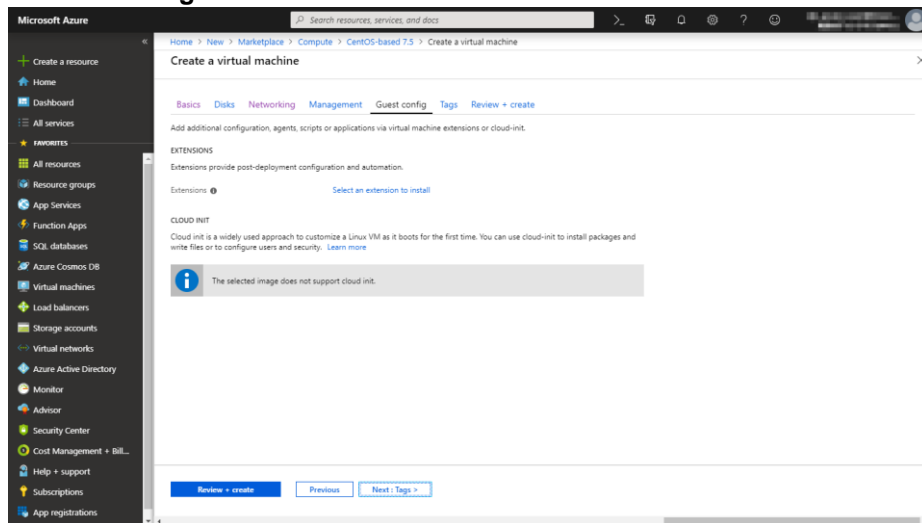 Microsoft Azure
Search resources, services, and docs
Home > New > Marketplace > Compute > CentOS-based 7.5 > Create a virtual machine
Create a virtual machine
Create a resource
Home
Dashboard
All services
FAVORITES
All resources
Resource groups
App Services
Function Apps
SQL databases
Azure Cosmos DB
Virtual machines
Load balancers
Storage accounts
Virtual networks
Azure Active Directory
Monitor
Advisor
Security Center
Cost Management + Bill...
Help + support
Subscriptions
App registrations
Basics Disks Networking Management Guest config Tags Review + create
Add additional configuration, agents, scripts or applications via virtual machine extensions or cloud-init.
EXTENSIONS
Extensions provide post-deployment configuration and automation.
Extensions Select an extension to install
CLOUD INIT
Cloud init is a widely used approach to customize a Linux VM as it boots for the first time. You can use cloud-init to install packages and
write files or to configure users and security. Learn more
The selected image does not support cloud init.
Review + create Previous Next : Tags >